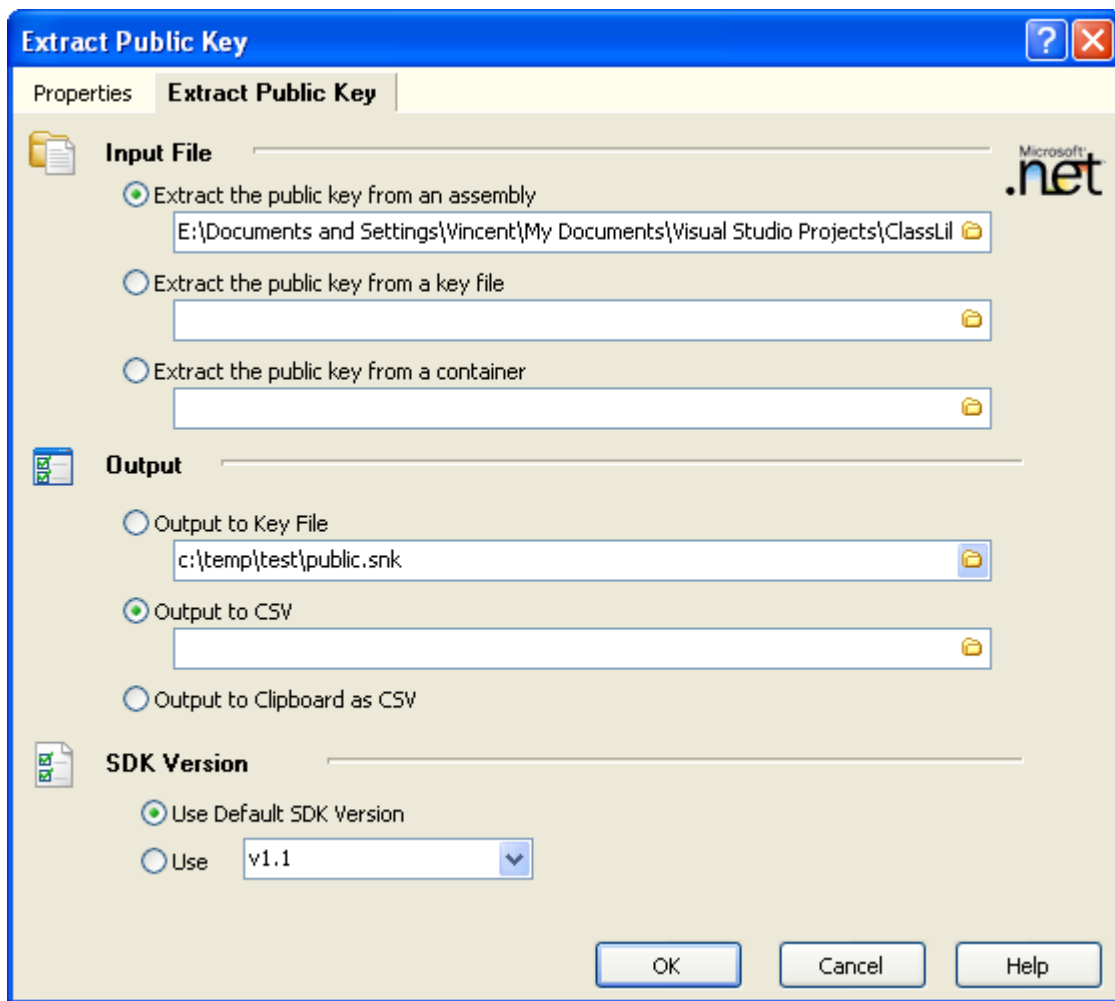 Extract Public Key
Properties
Extract Public Key
Input File
Microsoft
.net
Extract the public key from an assembly
E:\Documents and Settings\Vincent\My Documents\Visual Studio Projects\ClassLil
Extract the public key from a key file
Extract the public key from a container
Output
Output to Key File
c:\temp\test\public.snk
Output to CSV
Output to Clipboard as CSV
SDK Version
Use Default SDK Version
Use
v1.1
OK
Cancel
Help